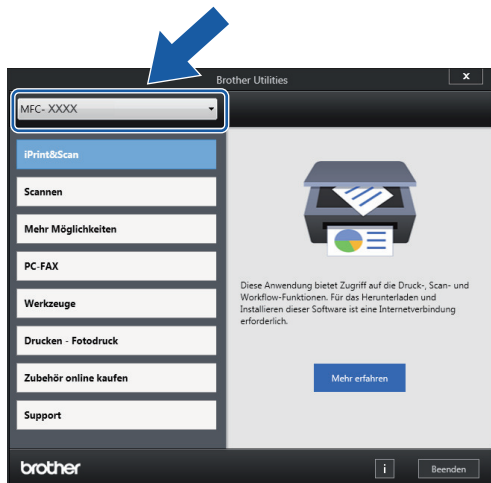 Brother Utilities
x
MFC- XXXX
iPrint&Scan
Scannen
Mehr Möglichkeiten
PC-FAX
Werkzeuge
Drucken - Fotodruck
Zubehör online kaufen
Support
Diese Anwendung bietet Zugriff auf die Druck-, Scan- und
Workflow-Funktionen. Für das Herunterladen und
Installieren dieser Software ist eine Internetverbindung
erforderlich.
Mehr erfahren
brother
i
Beenden